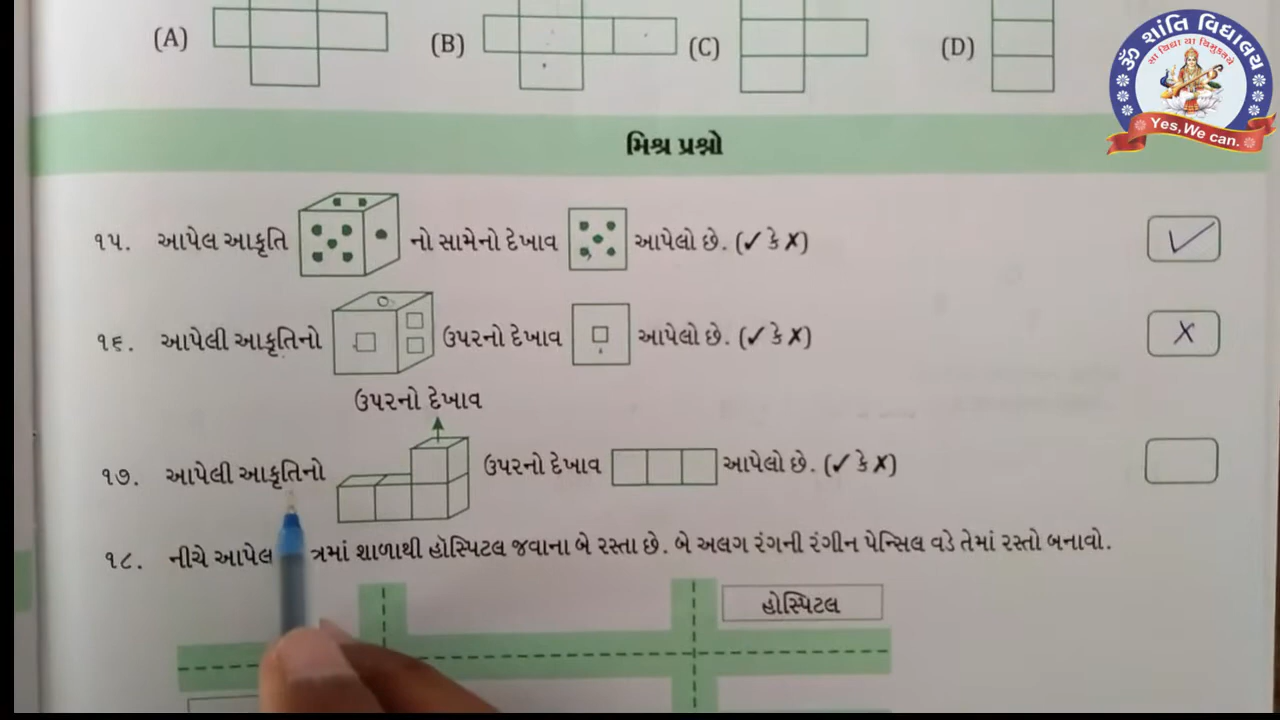 (A) (B) (C) (D)
ૐ શાંતિ વિદ્યાલય
સા વિદ્યા યા વિમુક્તયે
Yes, We can.
મિશ્ર પ્રશ્નો
૧૫. આપેલ આકૃતિ નો સામેનો દેખાવ આપેલો છે. (✓ કે ✗) ✓
૧૬. આપેલી આકૃતિનો ઉપરનો દેખાવ આપેલો છે. (✓ કે ✗) ✗
ઉપરનો દેખાવ
૧૭. આપેલી આકૃતિનો ઉપરનો દેખાવ આપેલો છે. (✓ કે ✗)
૧૮. નીચે આપેલ ત્રમાં શાળાથી હૉસ્પિટલ જવાના બે રસ્તા છે. બે અલગ રંગની રંગીન પેન્સિલ વડે તેમાં રસ્તો બનાવો.
હોસ્પિટલ